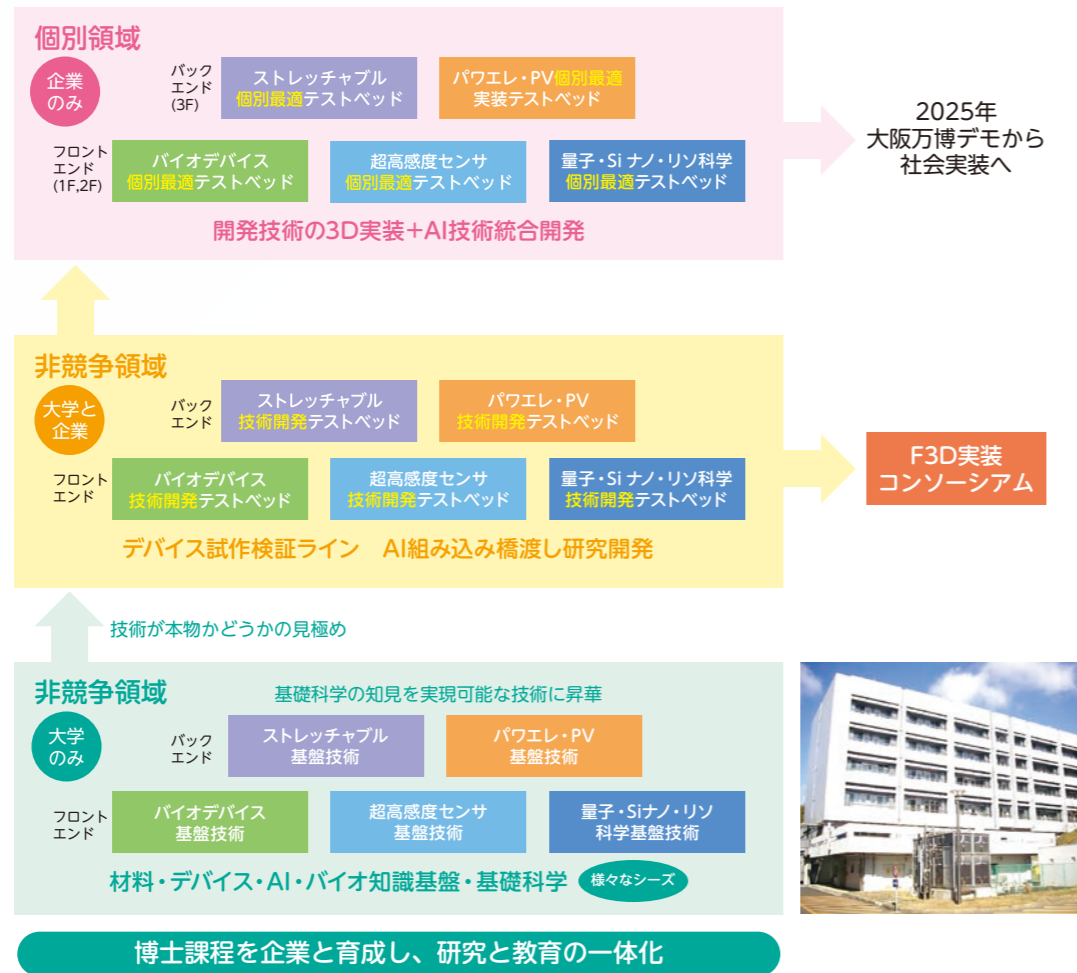 個別領域
企業
のみ
バック
エンド
(3F)
ストレッチャブル
個別最適テストベッド
パワエレ・PV個別最適
実装テストベッド
フロント
エンド
(1F,2F)
バイオデバイス
個別最適テストベッド
超高感度センサ
個別最適テストベッド
量子・Si ナノ・リソ科学
個別最適テストベッド
開発技術の3D実装+AI技術統合開発
2025年
大阪万博デモから
社会実装へ
非競争領域
大学と
企業
バック
エンド
ストレッチャブル
技術開発テストベッド
パワエレ・PV
技術開発テストベッド
フロント
エンド
バイオデバイス
技術開発テストベッド
超高感度センサ
技術開発テストベッド
量子・Si ナノ・リソ科学
技術開発テストベッド
デバイス試作検証ライン　AI組み込み橋渡し研究開発
F3D実装
コンソーシアム
技術が本物かどうかの見極め
非競争領域
基礎科学の知見を実現可能な技術に昇華
大学
のみ
バック
エンド
ストレッチャブル
基盤技術
パワエレ・PV
基盤技術
フロント
エンド
バイオデバイス
基盤技術
超高感度センサ
基盤技術
量子・Siナノ・リソ
科学基盤技術
材料・デバイス・AI・バイオ知識基盤・基礎科学
様々なシーズ
博士課程を企業と育成し、研究と教育の一体化